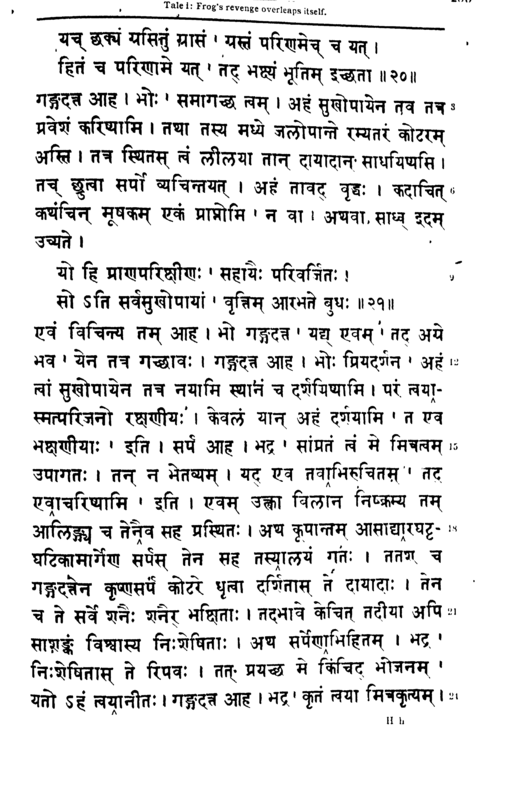 Tale i: Frog's revenge overleaps itself.
यच् छक्यं ग्रसितुं ग्रासं ' ग्रस्तं परिणमेच् च यत् ।
हितं च परिणामे यत् ' तद् भक्ष्यं भूतिम् इच्छता ॥२०॥
गङ्गदत्त आह । भोः ' समागच्छ त्वम् । अहं सुखोपायेन तव तत्र 3
प्रवेशं करिष्यामि । तथा तस्य मध्ये जलोपान्ते रम्यतरं कोटरम्
अस्ति । तत्र स्थितस् त्वं लीलया तान् दायादान् साधयिष्यसि ।
तच् छ्रुत्वा सर्पो व्यचिन्तयत् । अहं तावद् वृद्धः । कदाचित् 6
कथंचिन् मूषकम् एकं प्राप्नोमि ' न वा । अथवा साध्व् इदम्
उच्यते ।
यो हि प्राणपरिक्षीणः ' सहायैः परिवर्जितः । 9
सो ऽति सर्वसुखोपायां ' वृत्तिम् आरभते बुधः ॥२१॥
एवं विचिन्त्य तम् आह । भो गङ्गदत्त ' यद्य् एवम् ' तद् अग्रे
भव ' येन तत्र गच्छावः । गङ्गदत्त आह । भोः प्रियदर्शन ' अहं 12
त्वां सुखोपायेन तत्र नयामि स्थानं च दर्शयिष्यामि । परं त्वया-
स्मत्परिजनो रक्षणीयः । केवलं यान् अहं दर्शयामि ' त एव
भक्षणीयाः ' इति । सर्प आह । भद्र ' सांप्रतं त्वं मे मित्रत्वम् 15
उपागतः । तन् न भेतव्यम् । यद् एव तवाभिरुचितम् ' तद्
एवाचरिष्यामि ' इति । एवम् उक्त्वा बिलान् निष्क्रम्य तम्
आलिङ्ग्य च तेनैव सह प्रस्थितः । अथ कूपान्तम् आसाद्यारघट्ट- 18
घटिकामार्गेण सर्पस् तेन सह तस्यालयं गतः । ततश् च
गङ्गदत्तेन कृष्णसर्पं कोटरे धृत्वा दर्शितास् ते दायादाः । तेन
च ते सर्वे शनैः शनैर् भक्षिताः । तदभावे केचित् तदीया अपि 21
साशङ्कं विश्वास्य निःशेषिताः । अथ सर्पेणाभिहितम् । भद्र '
निःशेषितास् ते रिपवः । तत् प्रयच्छ मे किंचिद् भोजनम् '
यतो ऽहं त्वयानीतः । गङ्गदत्त आह । भद्र ' कृतं त्वया मित्रकृत्यम् । 24
H h